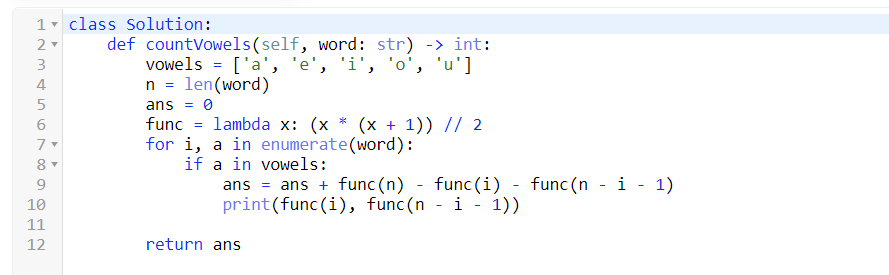 1 class Solution:
2     def countVowels(self, word: str) -> int:
3         vowels = ['a', 'e', 'i', 'o', 'u']
4         n = len(word)
5         ans = 0
6         func = lambda x: (x * (x + 1)) // 2
7         for i, a in enumerate(word):
8             if a in vowels:
9                 ans = ans + func(n) - func(i) - func(n - i - 1)
10                 print(func(i), func(n - i - 1))
11
12         return ans